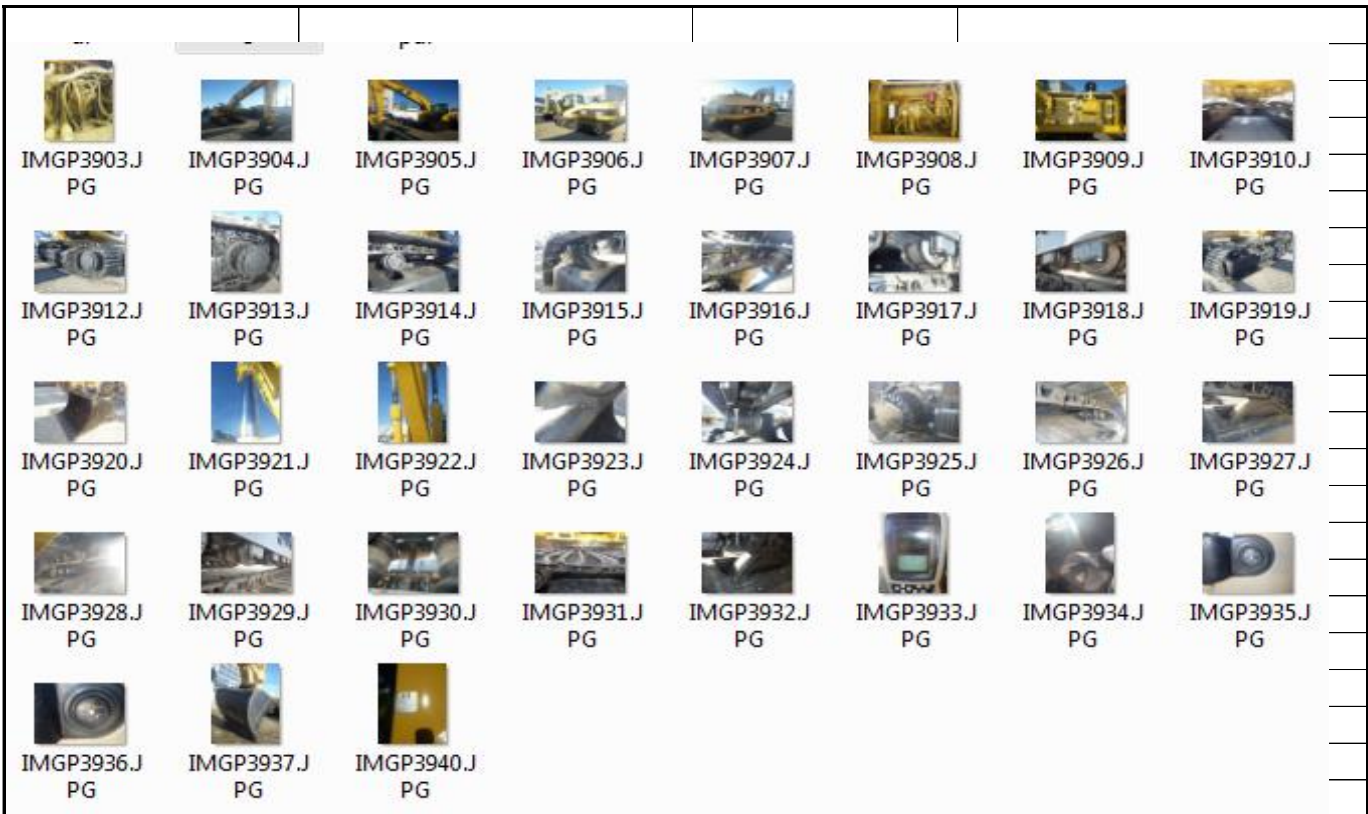 IMGP3903.J IMGP3904.J IMGP3905.J IMGP3906.J IMGP3907.J IMGP3908.J IMGP3909.J IMGP3910.J
PG PG PG PG PG PG PG PG
IMGP3912.J IMGP3913.J IMGP3914.J IMGP3915.J IMGP3916.J IMGP3917.J IMGP3918.J IMGP3919.J
PG PG PG PG PG PG PG PG
IMGP3920.J IMGP3921.J IMGP3922.J IMGP3923.J IMGP3924.J IMGP3925.J IMGP3926.J IMGP3927.J
PG PG PG PG PG PG PG PG
IMGP3928.J IMGP3929.J IMGP3930.J IMGP3931.J IMGP3932.J IMGP3933.J IMGP3934.J IMGP3935.J
PG PG PG PG PG PG PG PG
IMGP3936.J IMGP3937.J IMGP3940.J
PG PG PG